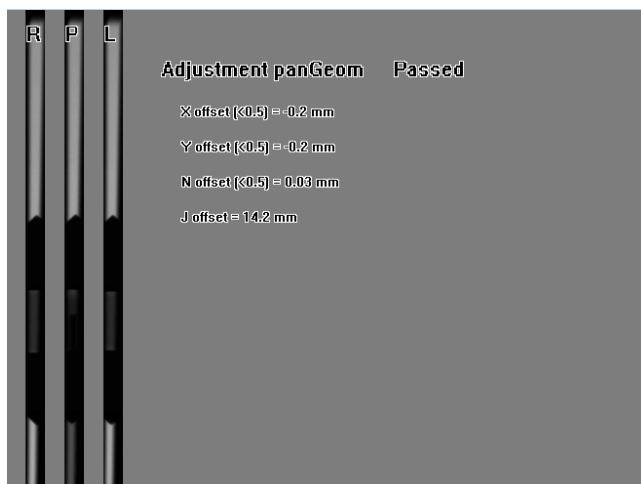 R P L
Adjustment panGeom Passed
X offset (<0.5) = -0.2 mm
Y offset (<0.5) = -0.2 mm
N offset (<0.5) = 0.03 mm
J offset = 14.2 mm